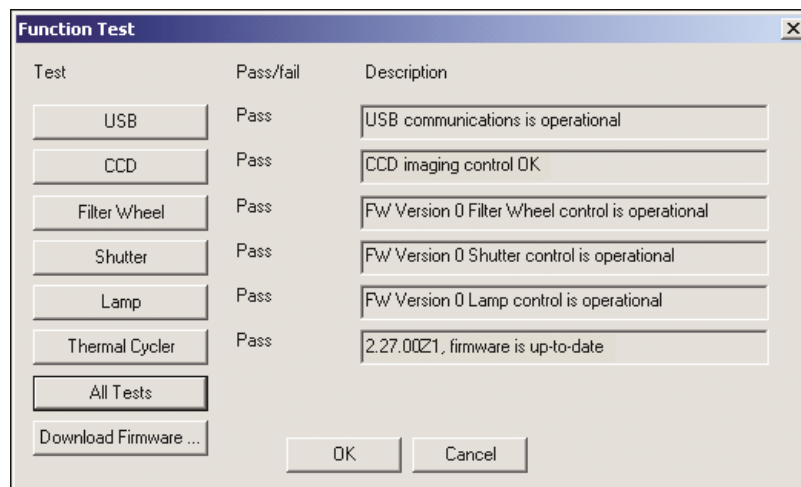 Function Test
Test Pass/fail Description
USB Pass USB communications is operational
CCD Pass CCD imaging control OK
Filter Wheel Pass FW Version 0 Filter Wheel control is operational
Shutter Pass FW Version 0 Shutter control is operational
Lamp Pass FW Version 0 Lamp control is operational
Thermal Cycler Pass 2.27.00Z1, firmware is up-to-date
All Tests
Download Firmware ...
OK Cancel